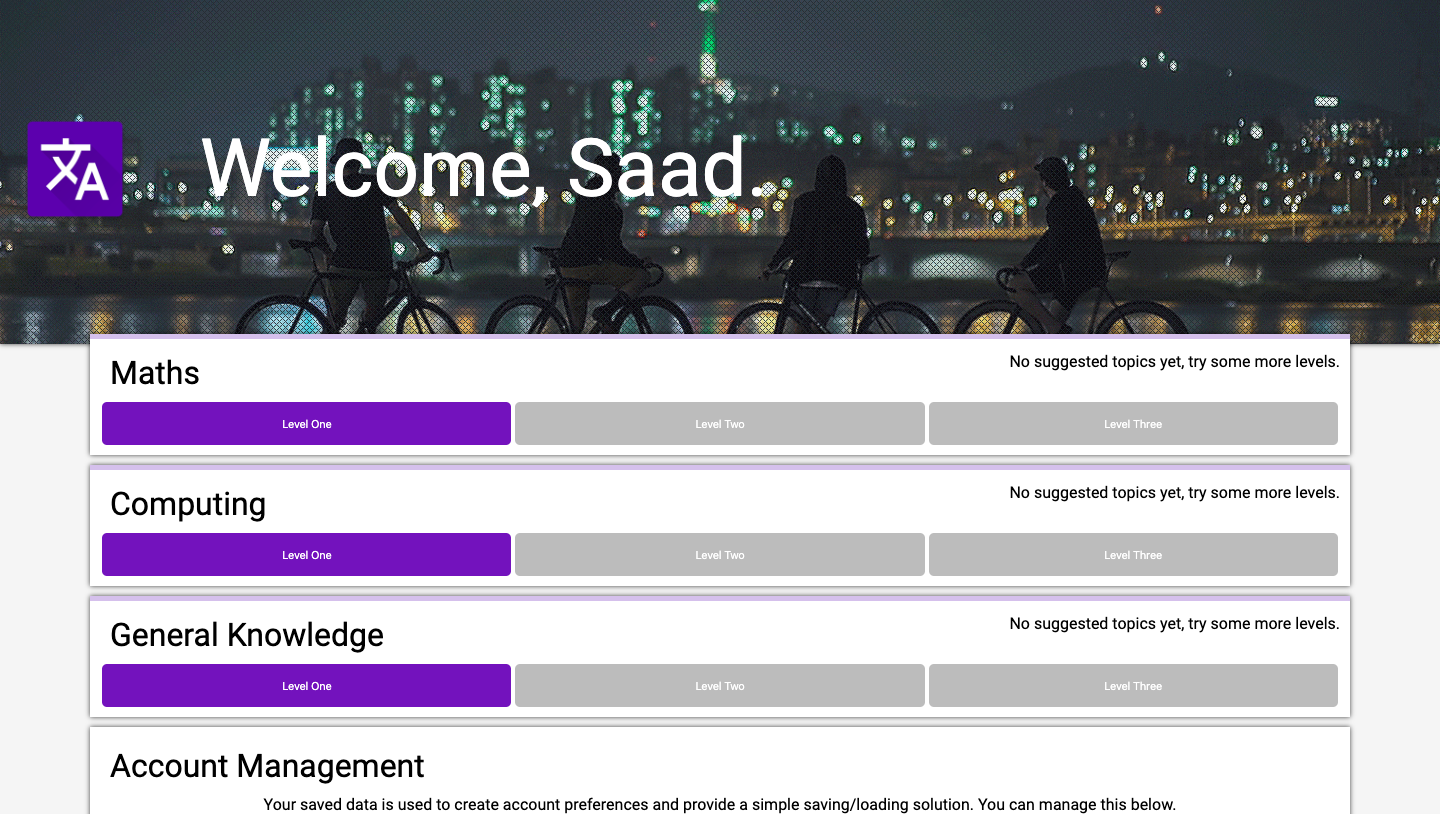 文A
Welcome, Saad.
Maths
No suggested topics yet, try some more levels.
Level One
Level Two
Level Three
Computing
No suggested topics yet, try some more levels.
Level One
Level Two
Level Three
General Knowledge
No suggested topics yet, try some more levels.
Level One
Level Two
Level Three
Account Management
Your saved data is used to create account preferences and provide a simple saving/loading solution. You can manage this below.